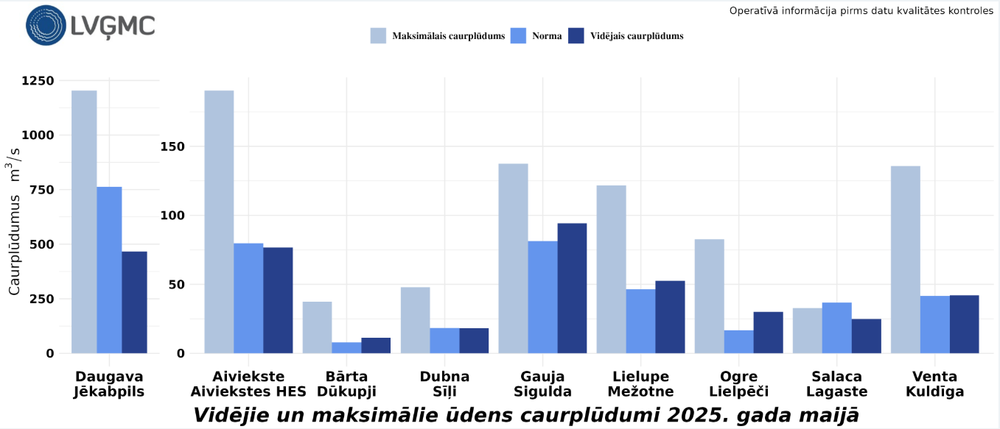 LVĢMC
Operatīvā informācija pirms datu kvalitātes kontroles
Maksimālais caurplūdums Norma Vidējais caurplūdums
Caurplūdumus m³/s
1250
1000
750
500
250
0
150
100
50
0
Daugava
Jēkabpils
Aiviekste
Aiviekstes HES
Bārta
Dūkupji
Dubna
Sīļi
Gauja
Sigulda
Lielupe
Mežotne
Ogre
Lielpēči
Salaca
Lagaste
Venta
Kuldīga
Vidējie un maksimālie ūdens caurplūdumi 2025. gada maijā